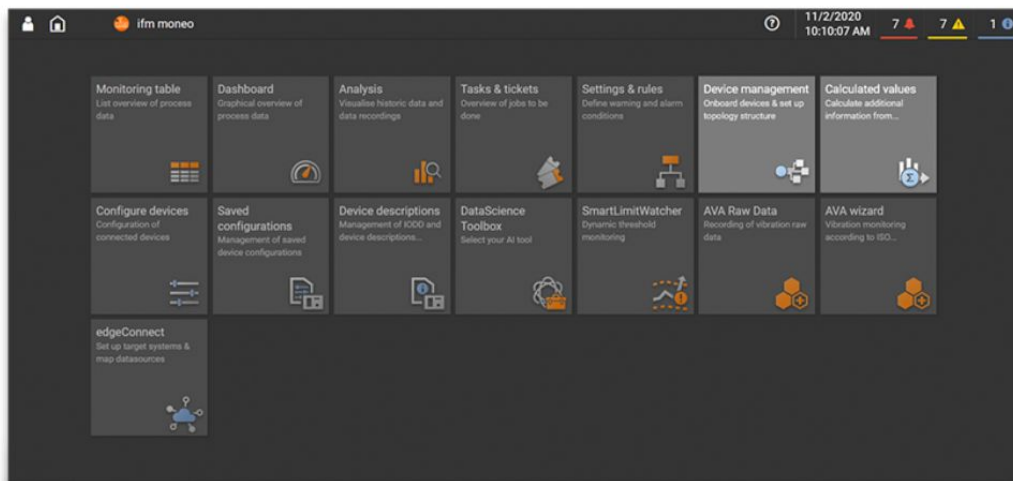 ifm moneo
11/2/2020
10:10:07 AM
7
7
1
Monitoring table
List overview of process
data
Dashboard
Graphical overview of
process data
Analysis
Visualise historic data and
data recordings
Tasks & tickets
Overview of jobs to be
done
Settings & rules
Define warning and alarm
conditions
Device management
Onboard devices & set up
topology structure
Calculated values
Calculate additional
information from...
Configure devices
Configuration of
connected devices
Saved
configurations
Management of saved
device configurations
Device descriptions
Management of IODD and
device descriptions...
DataScience
Toolbox
Select your AI tool
SmartLimitWatcher
Dynamic threshold
monitoring
AVA Raw Data
Recording of vibration raw
data
AVA wizard
Vibration monitoring
according to ISO...
edgeConnect
Set up target systems &
map datasources